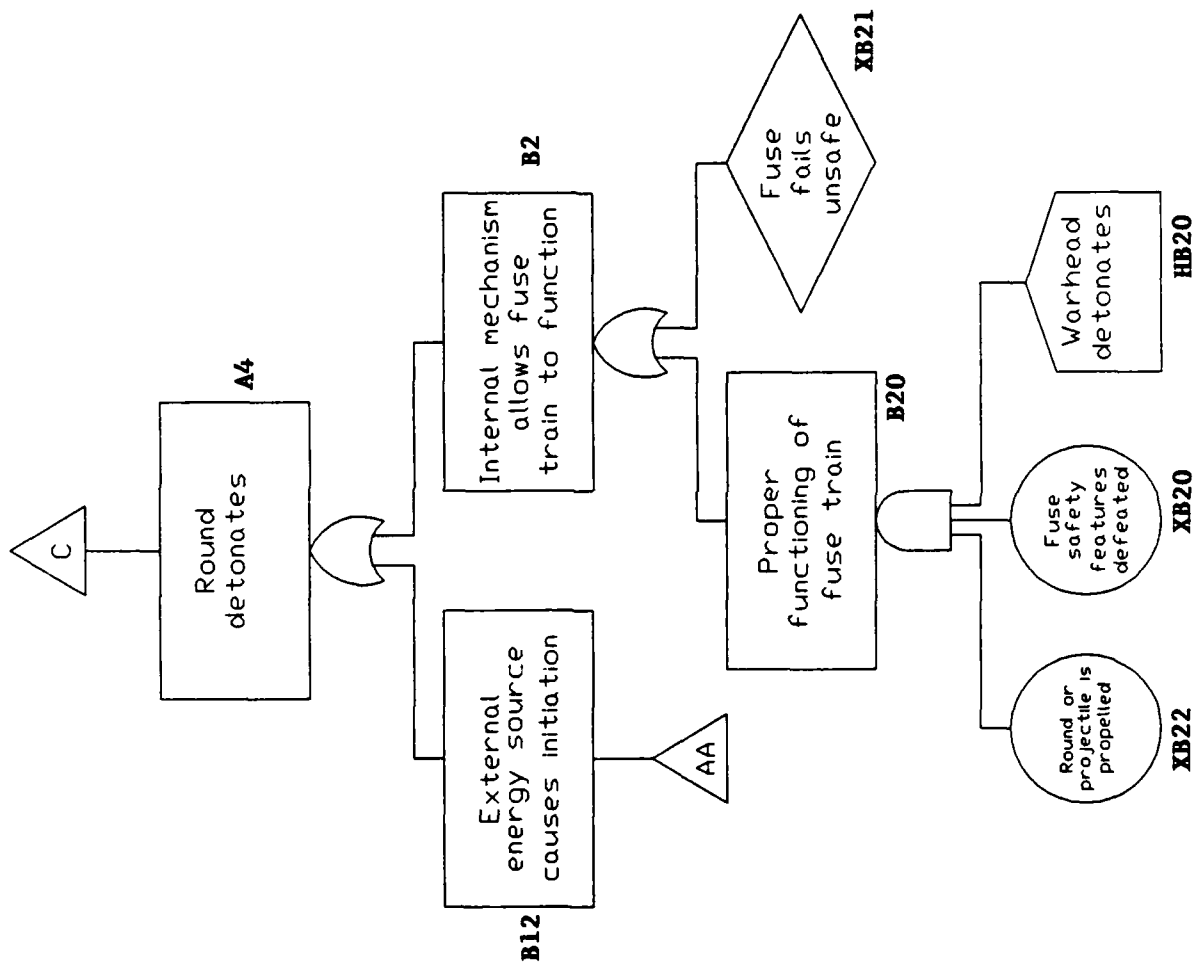 C
Round
detonates
A4
External
energy source
causes initiation
B12
AA
Internal mechanism
allows fuse
train to function
B2
Proper
functioning of
fuse train
B20
Fuse
fails
unsafe
XB21
Round or
projectile is
propelled
XB22
Fuse
safety
features
defeated
XB20
Warhead
detonates
HB20